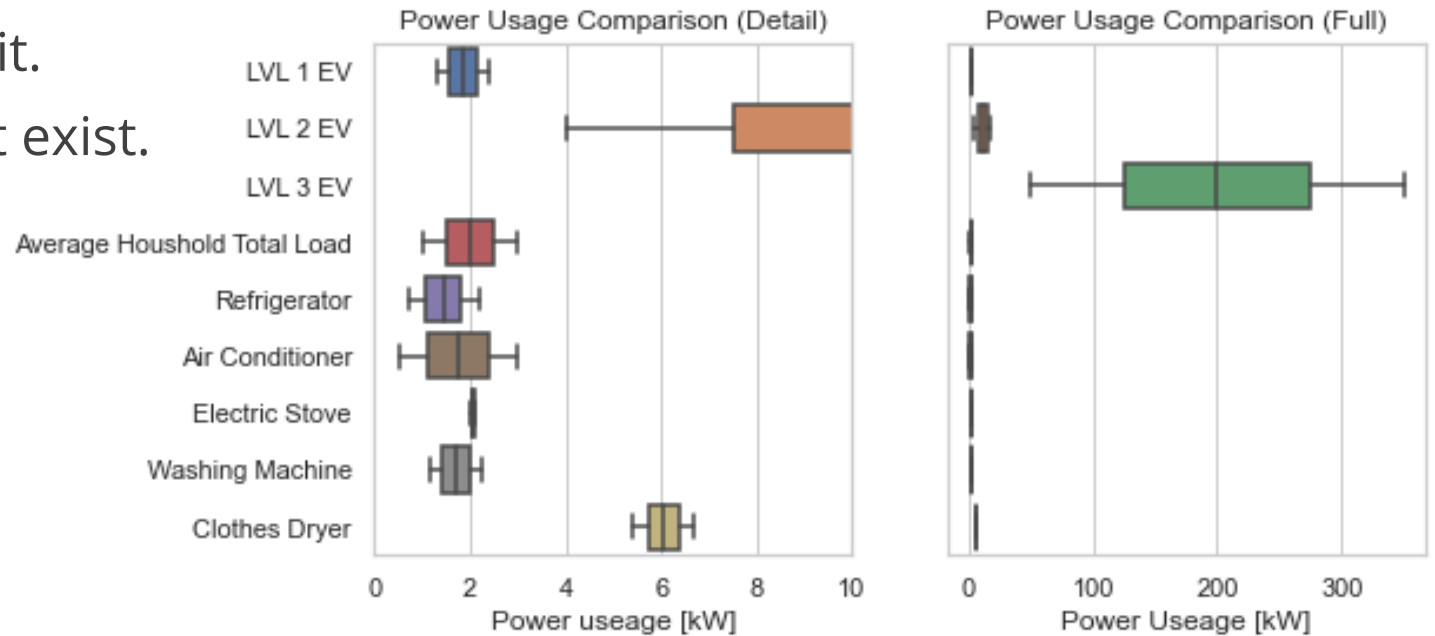 it.
t exist.
Power Usage Comparison (Detail)
LVL 1 EV
LVL 2 EV
LVL 3 EV
Average Houshold Total Load
Refrigerator
Air Conditioner
Electric Stove
Washing Machine
Clothes Dryer
0 2 4 6 8 10
Power useage [kW]
Power Usage Comparison (Full)
0 100 200 300
Power Useage [kW]